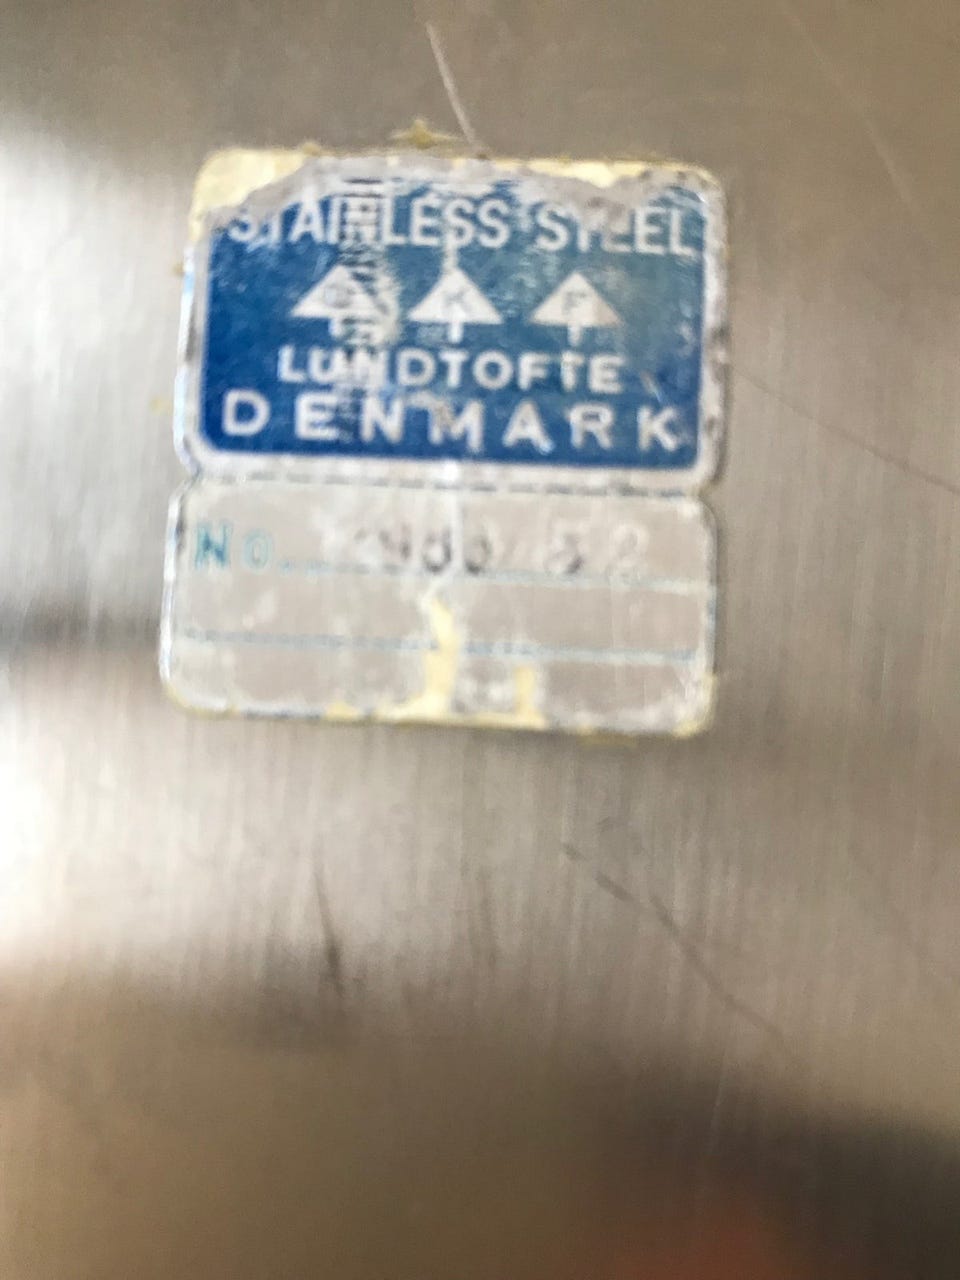 STAINLESS STEEL
K F
LUNDTOFTE
DENMARK
No.